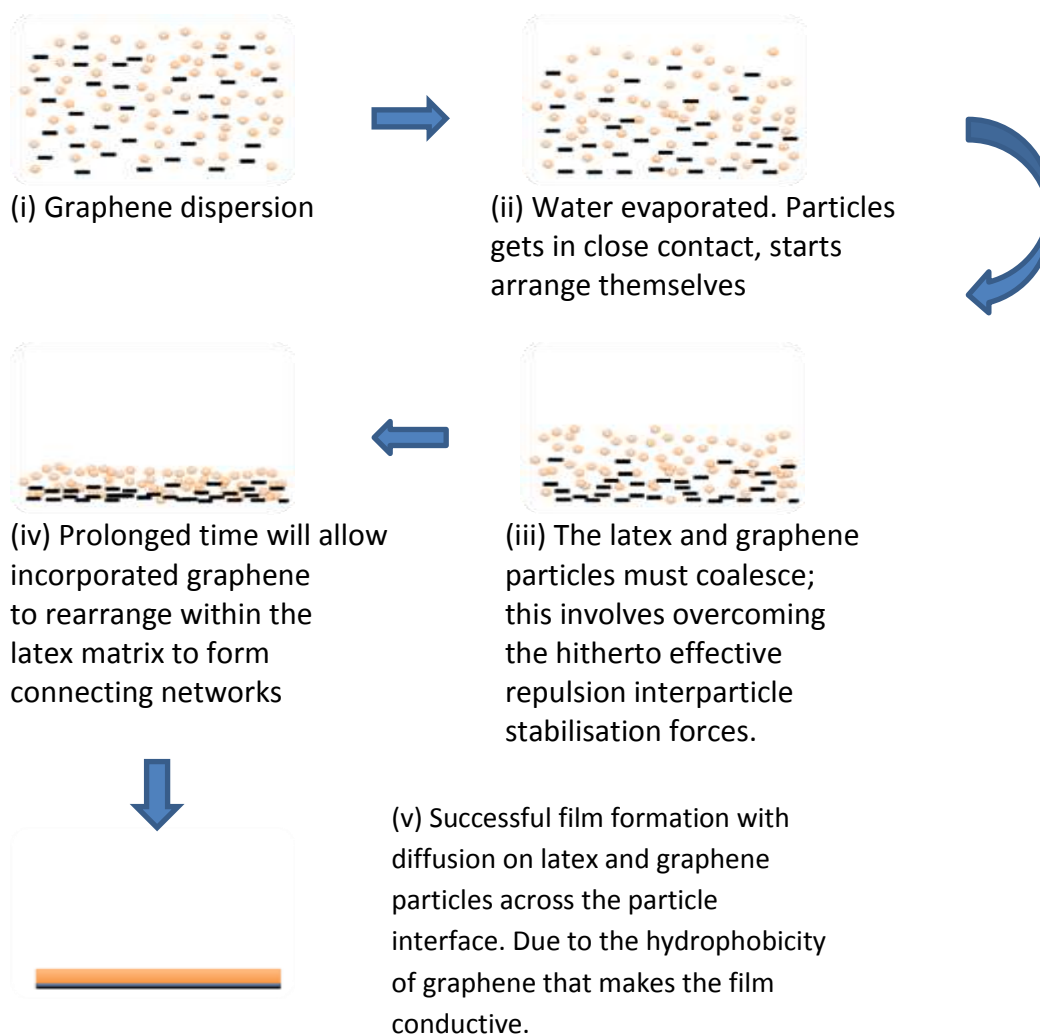 (i) Graphene dispersion
(ii) Water evaporated. Particles
gets in close contact, starts
arrange themselves
(iii) The latex and graphene
particles must coalesce;
this involves overcoming
the hitherto effective
repulsion interparticle
stabilisation forces.
(iv) Prolonged time will allow
incorporated graphene
to rearrange within the
latex matrix to form
connecting networks
(v) Successful film formation with
diffusion on latex and graphene
particles across the particle
interface. Due to the hydrophobicity
of graphene that makes the film
conductive.